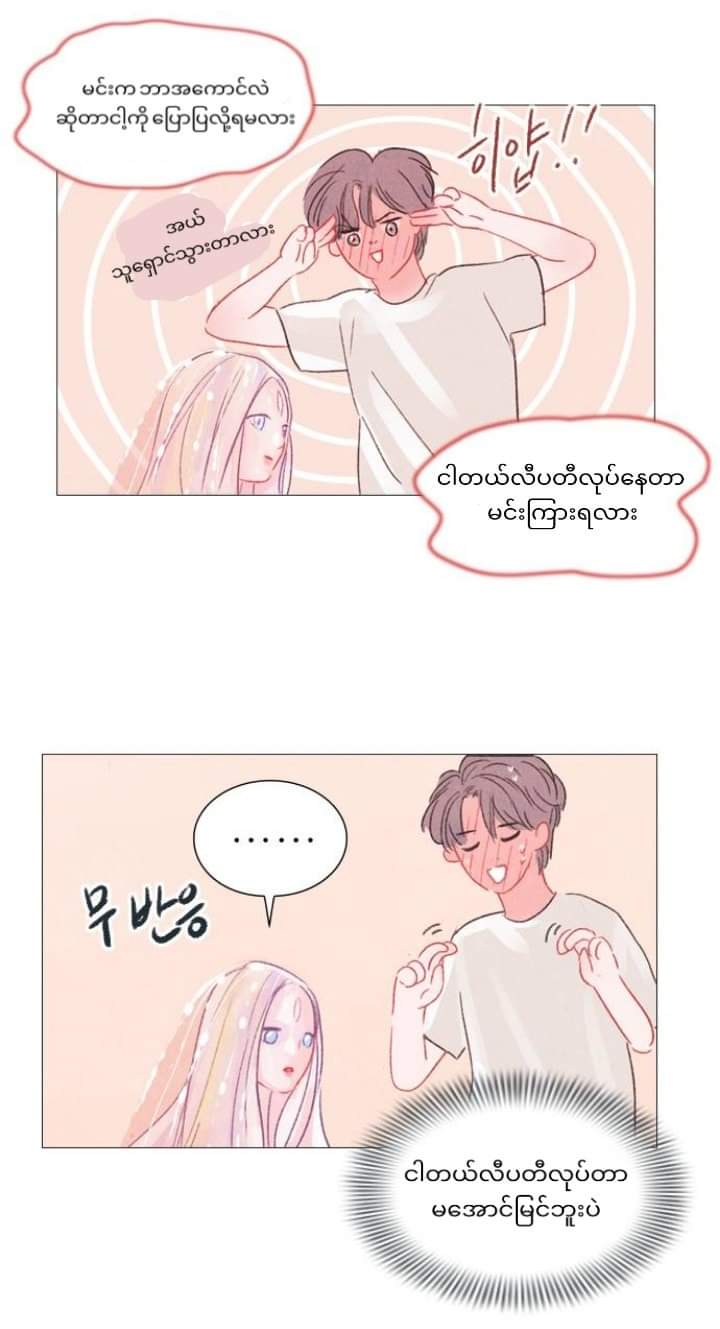 မင်းက ဘာအကောင်လဲ
ဆိုတာငါ့ကို ပြောပြလို့ရမလား
히얍!!
အယ်
သူရှောင်သွားတာလား
ငါတယ်လီပတီလုပ်နေတာ
မင်းကြားရလား
......
무반응
ငါတယ်လီပတီလုပ်တာ
မအောင်မြင်ဘူးပဲ